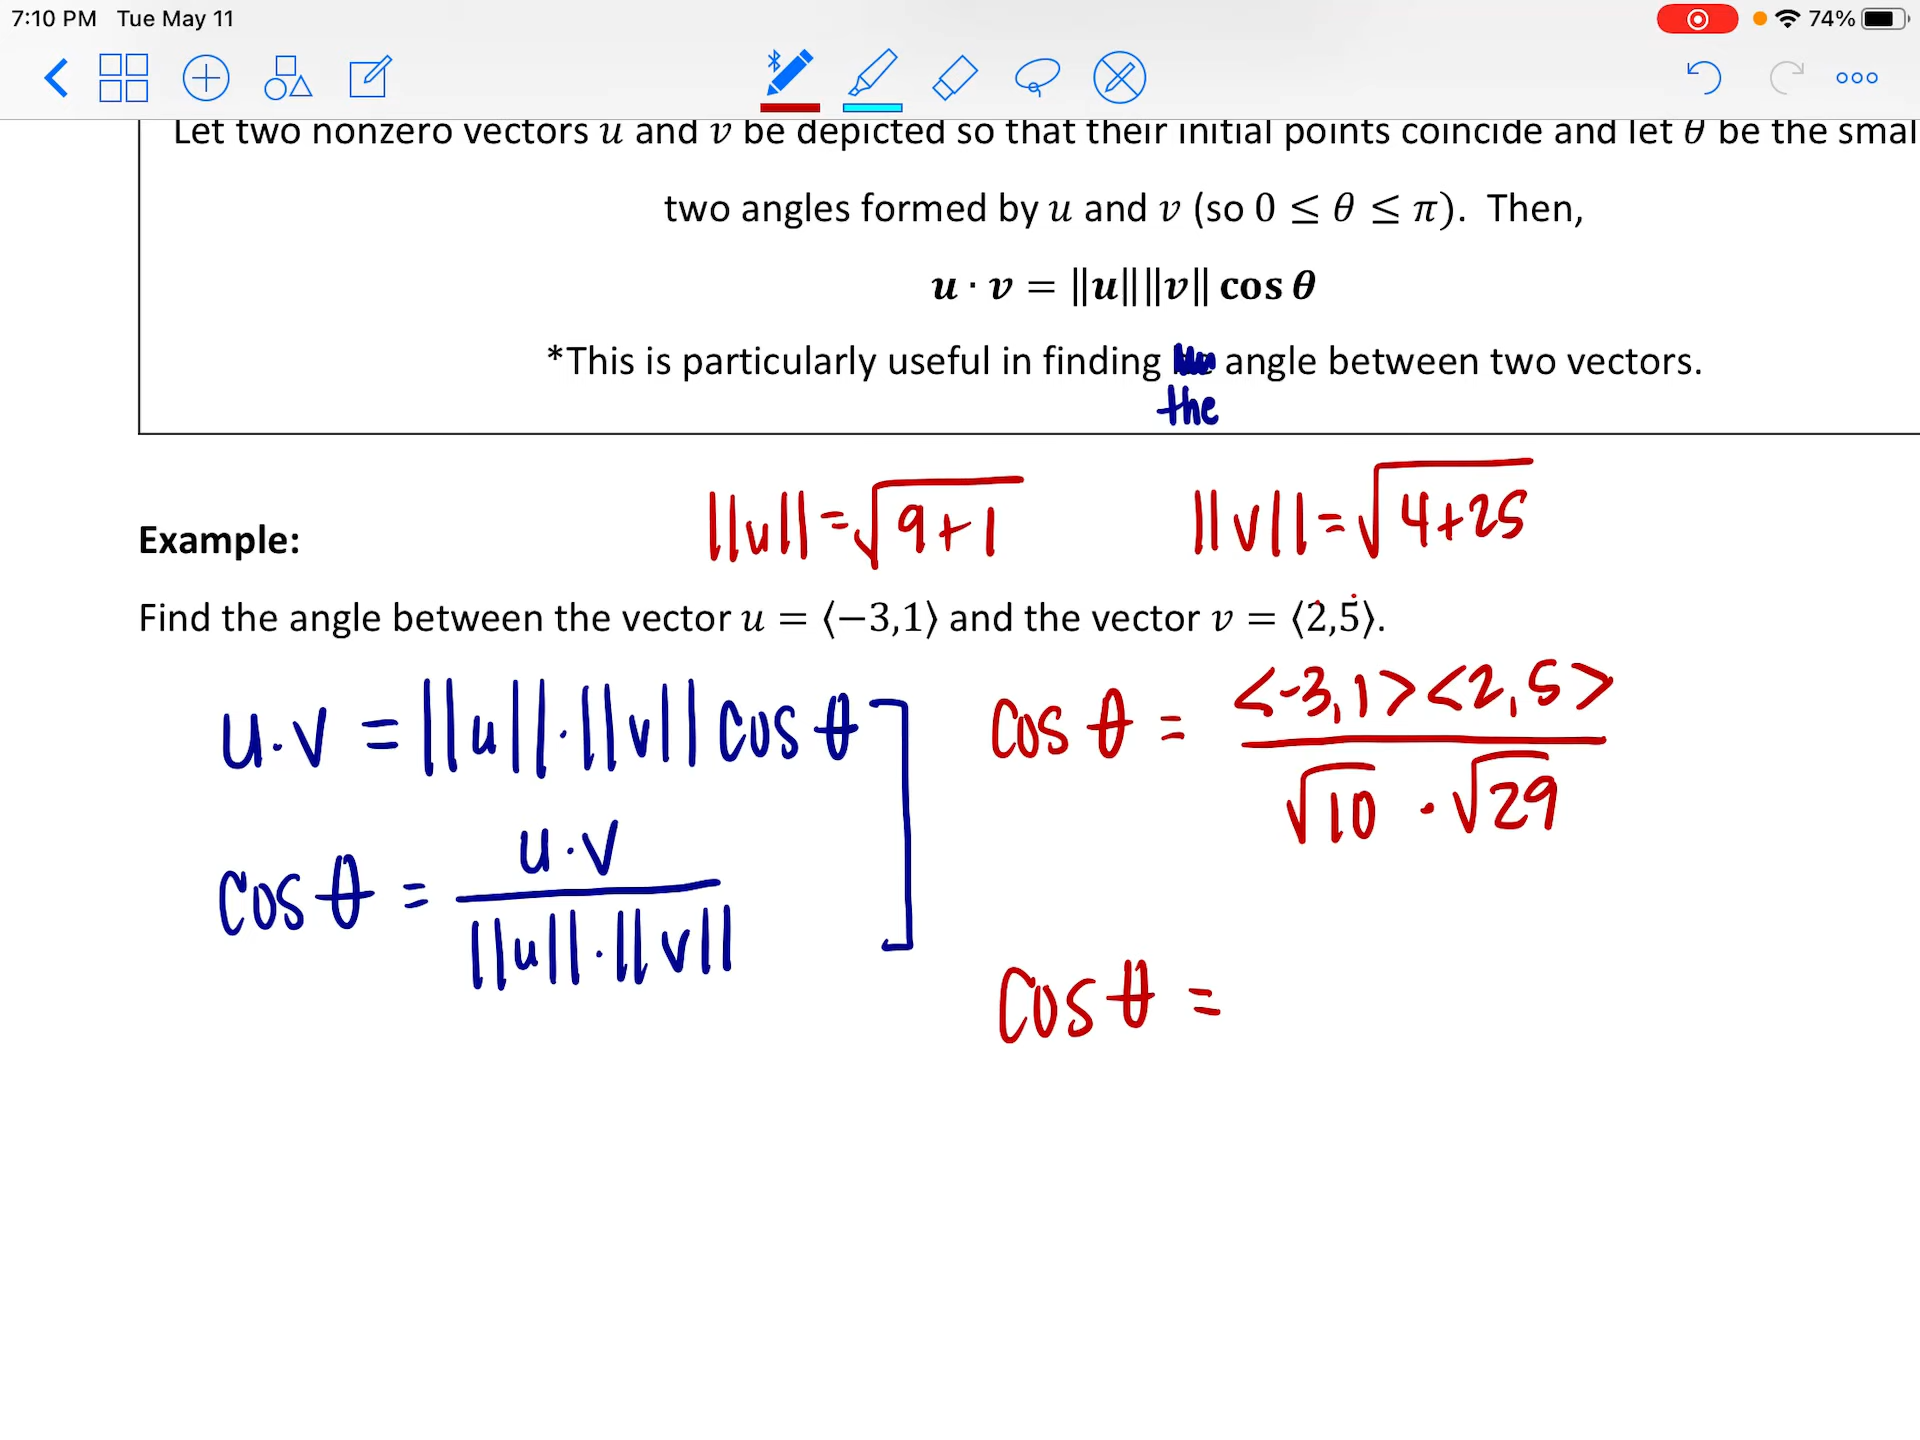 7:10 PM Tue May 11 74%
Let two nonzero vectors u and v be depicted so that their initial points coincide and let θ be the smal
two angles formed by u and v (so 0 ≤ θ ≤ π). Then,
u · v = ‖u‖‖v‖ cos θ
*This is particularly useful in finding angle between two vectors.
the
||u||=√9+1 ||v||=√4+25
Example:
Find the angle between the vector u = ⟨−3,1⟩ and the vector v = ⟨2,5⟩.
u·v = ||u||·||v|| cos θ
cos θ = u·v / ||u||·||v||
cos θ = <-3,1><2,5> / √10 · √29
cos θ =